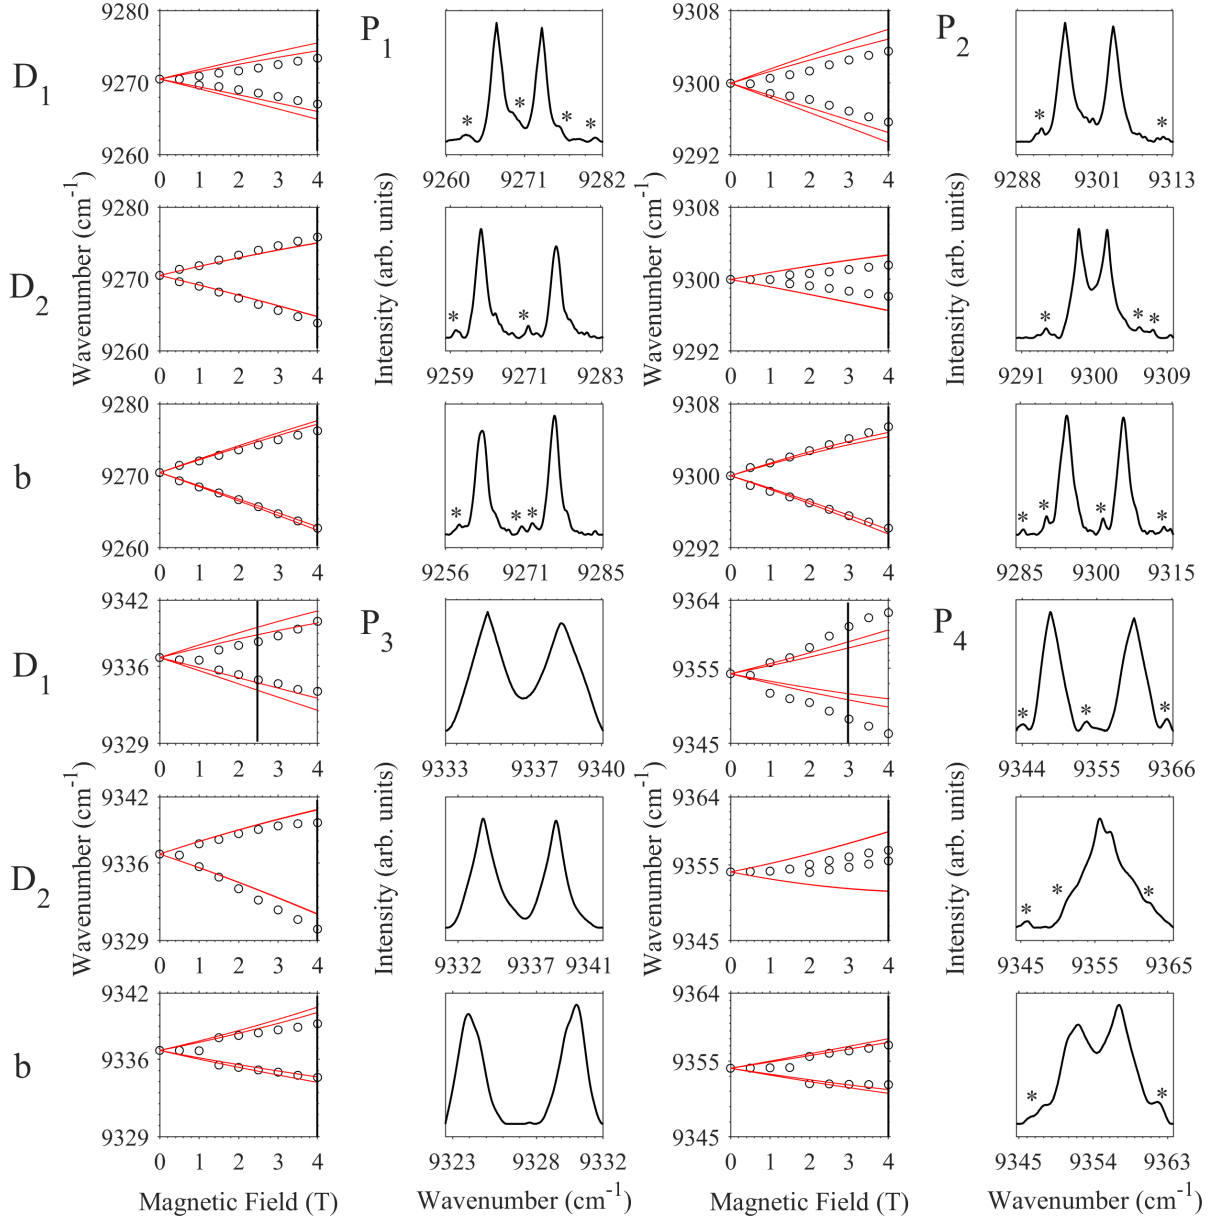 D1
9280
9270
9260
0 1 2 3 4
P1
* * * *
9260 9271 9282
9308
9300
9292
0 1 2 3 4
P2
* *
9288 9301 9313
Wavenumber (cm-1)
Intensity (arb. units)
Wavenumber (cm-1)
Intensity (arb. units)
D2
9280
9270
9260
0 1 2 3 4
* *
9259 9271 9283
9308
9300
9292
0 1 2 3 4
* * *
9291 9300 9309
b
9280
9270
9260
0 1 2 3 4
* * *
9256 9271 9285
9308
9300
9292
0 1 2 3 4
* * * *
9285 9300 9315
D1
9342
9336
9329
0 1 2 3 4
P3
9333 9337 9340
9364
9355
9345
0 1 2 3 4
P4
* * *
9344 9355 9366
Wavenumber (cm-1)
Intensity (arb. units)
Wavenumber (cm-1)
Intensity (arb. units)
D2
9342
9336
9329
0 1 2 3 4
9332 9337 9341
9364
9355
9345
0 1 2 3 4
* * *
9345 9355 9365
b
9342
9336
9329
0 1 2 3 4
9323 9328 9332
9364
9355
9345
0 1 2 3 4
* *
9345 9354 9363
Magnetic Field (T)
Wavenumber (cm-1)
Magnetic Field (T)
Wavenumber (cm-1)